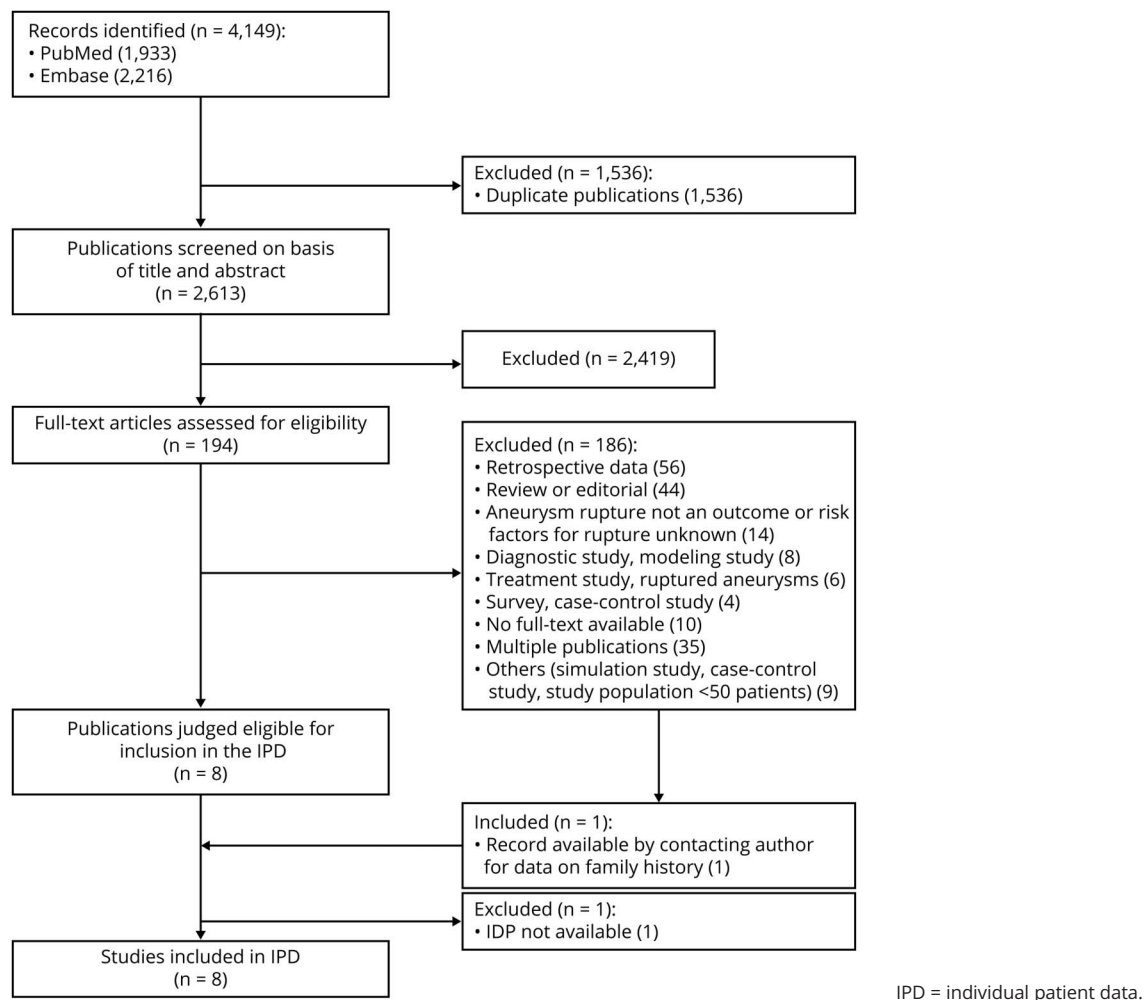 Records identified (n = 4,149):
• PubMed (1,933)
• Embase (2,216)
Excluded (n = 1,536):
• Duplicate publications (1,536)
Publications screened on basis
of title and abstract
(n = 2,613)
Excluded (n = 2,419)
Full-text articles assessed for eligibility
(n = 194)
Excluded (n = 186):
• Retrospective data (56)
• Review or editorial (44)
• Aneurysm rupture not an outcome or risk
factors for rupture unknown (14)
• Diagnostic study, modeling study (8)
• Treatment study, ruptured aneurysms (6)
• Survey, case-control study (4)
• No full-text available (10)
• Multiple publications (35)
• Others (simulation study, case-control
study, study population <50 patients) (9)
Publications judged eligible for
inclusion in the IPD
(n = 8)
Included (n = 1):
• Record available by contacting author
for data on family history (1)
Excluded (n = 1):
• IDP not available (1)
Studies included in IPD
(n = 8)
IPD = individual patient data.